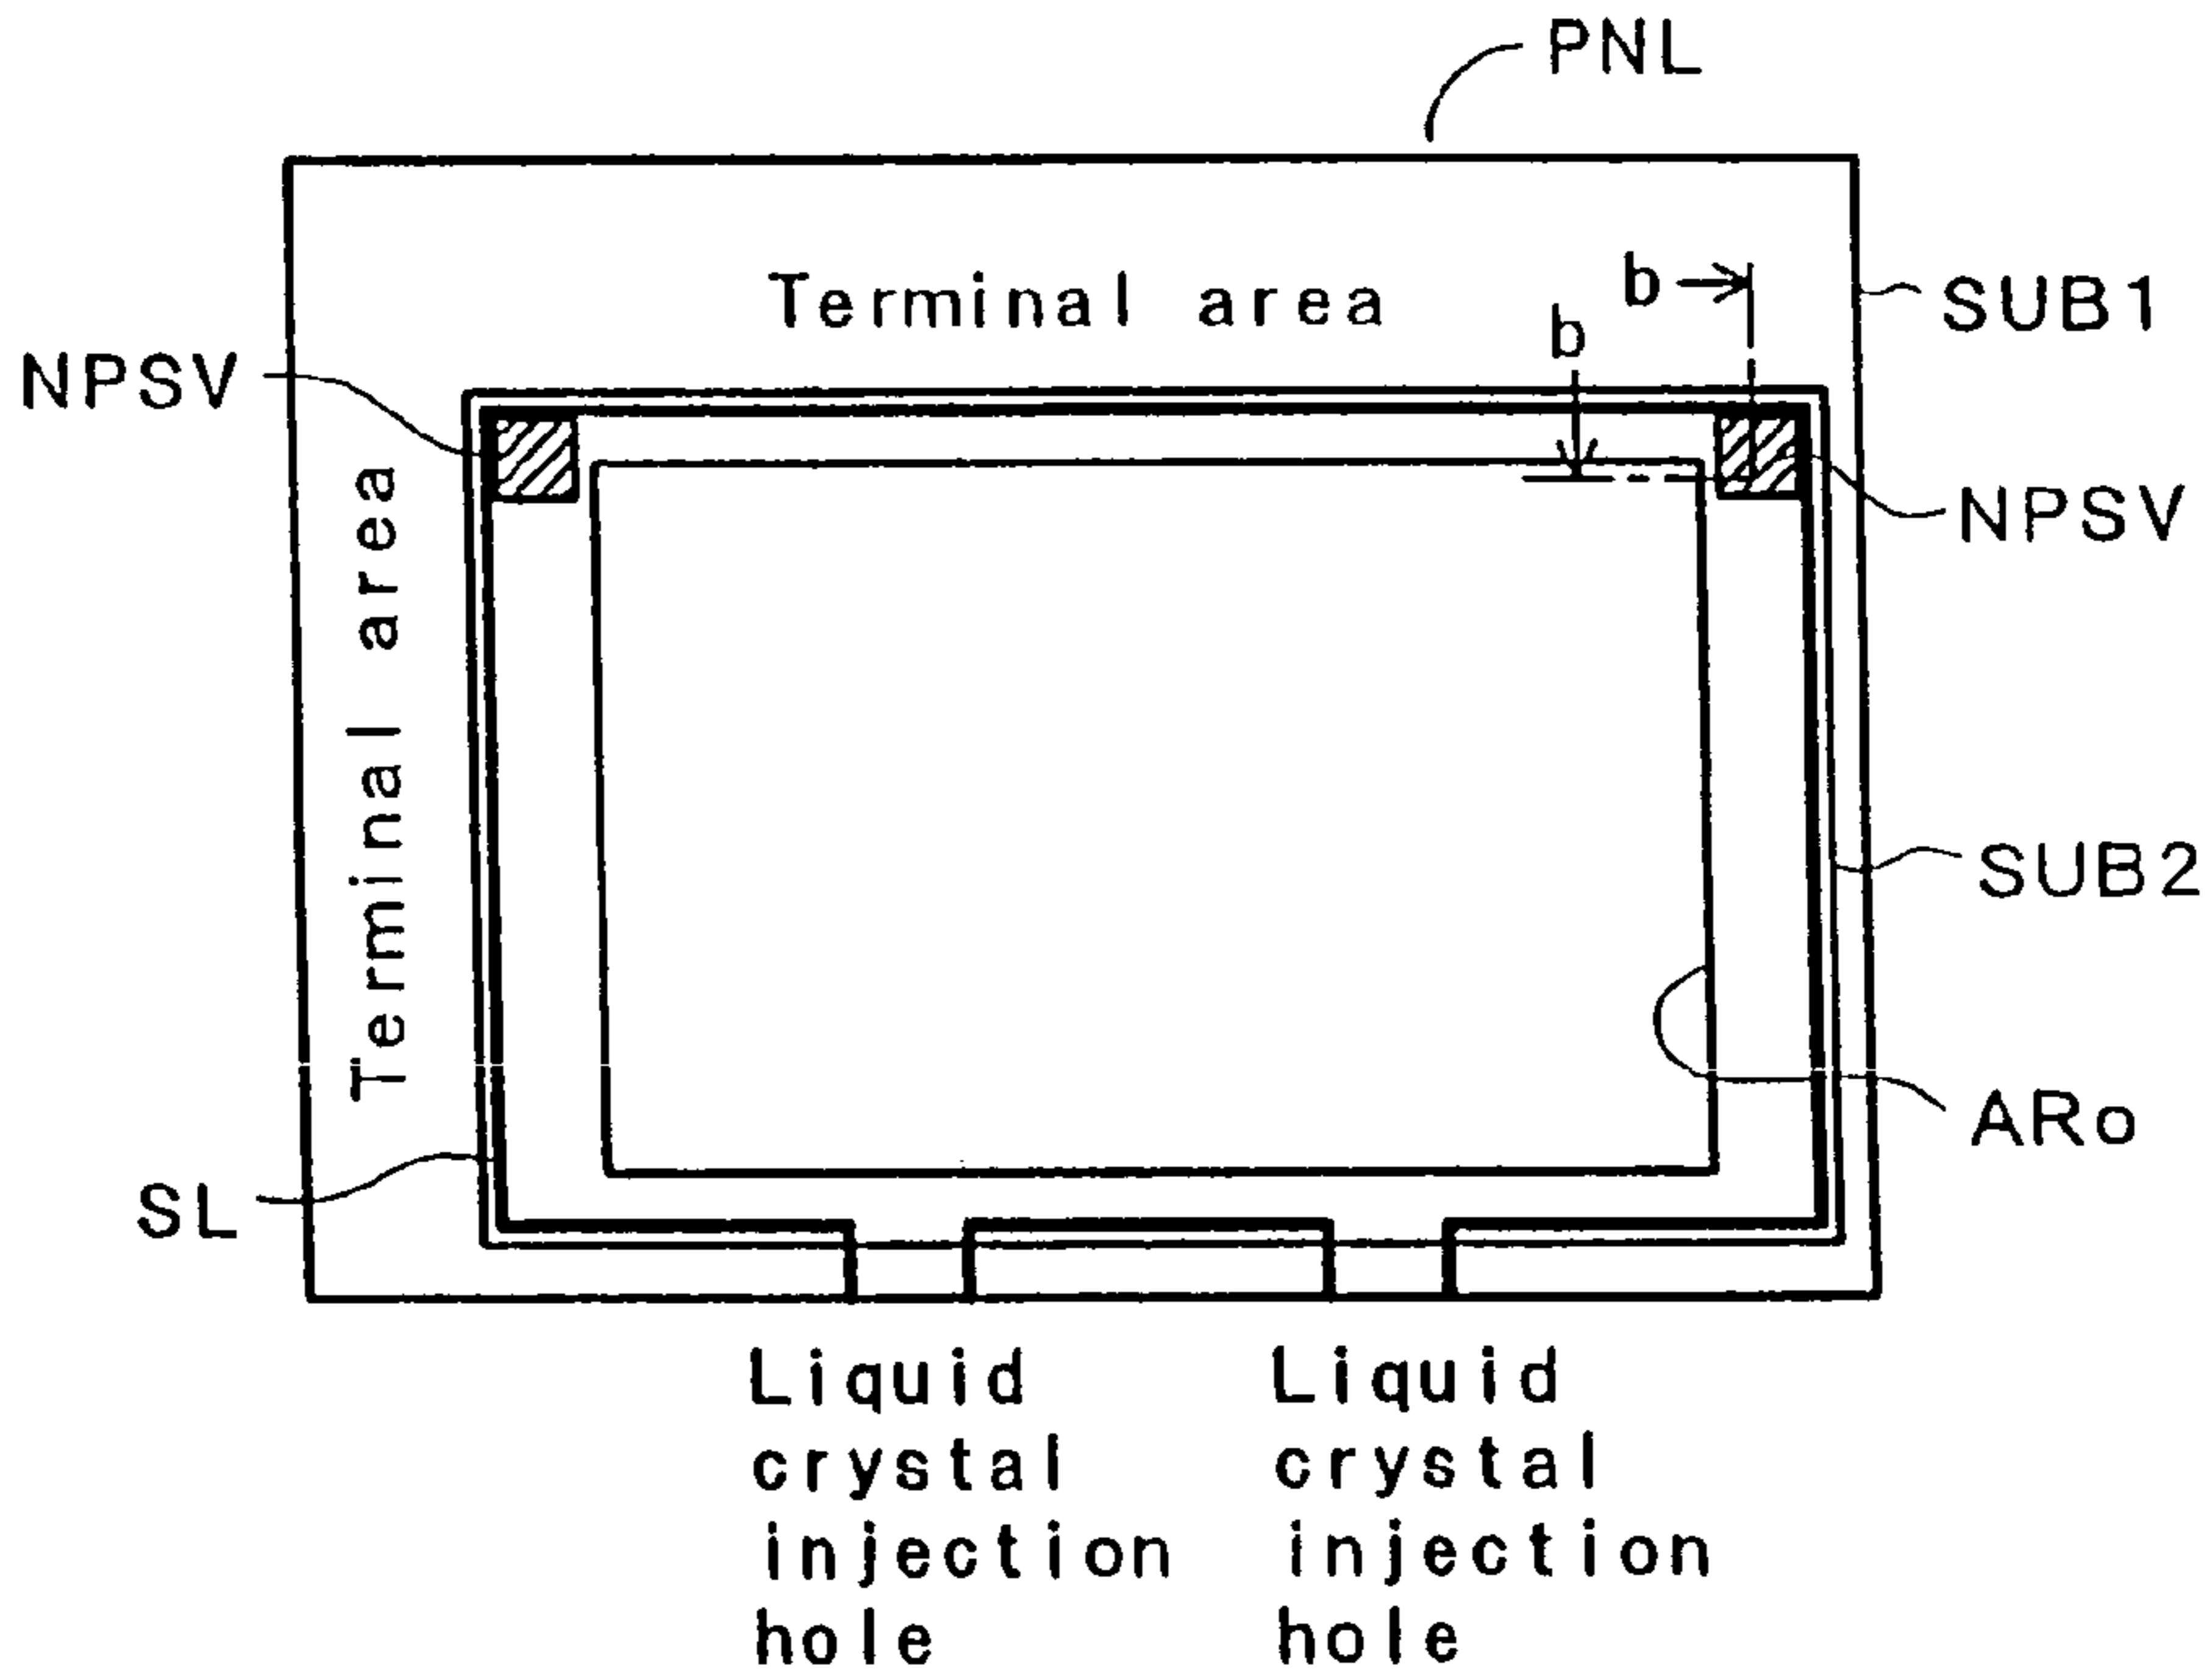 PNL
Terminal area
b
SUB1
b
NPSV
NPSV
Terminal area
SUB2
ARo
SL
Liquid
crystal
injection
hole
Liquid
crystal
injection
hole